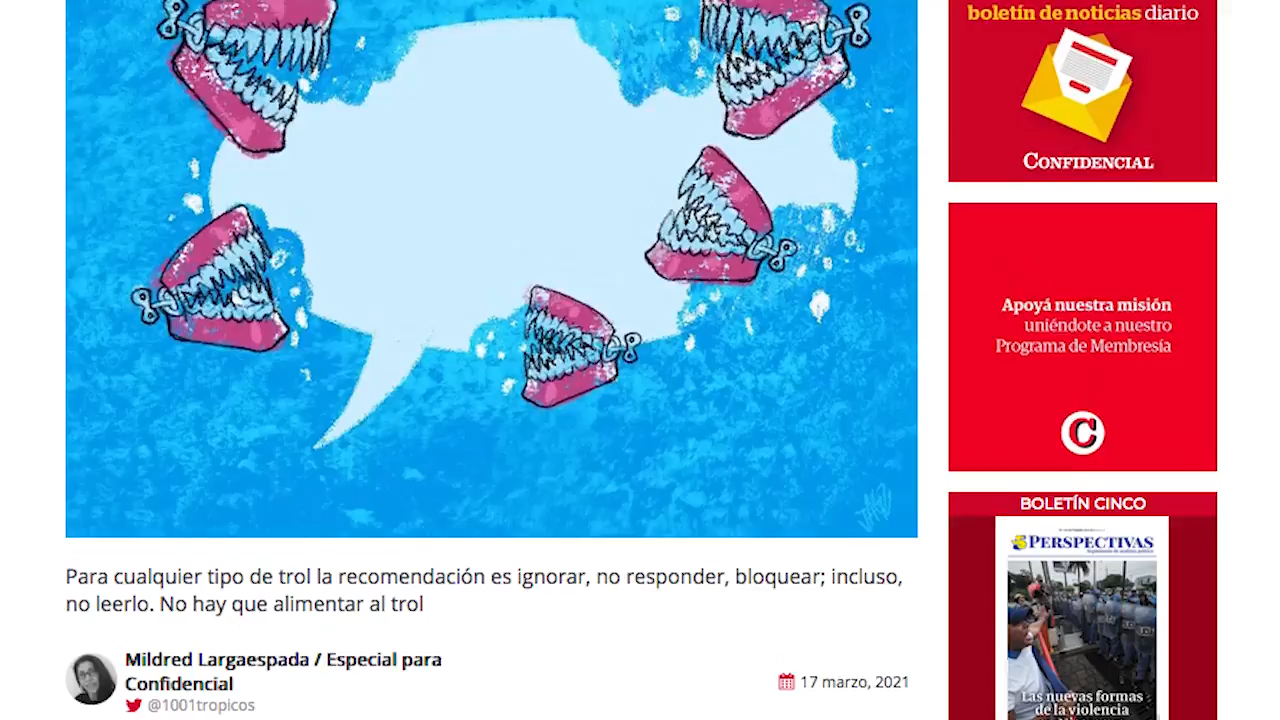 Para cualquier tipo de trol la recomendación es ignorar, no responder, bloquear; incluso,
no leerlo. No hay que alimentar al trol
Mildred Largaespada / Especial para
Confidencial
@1001tropicos
17 marzo, 2021
boletín de noticias diario
CONFIDENCIAL
Apoyá nuestra misión
uniéndote a nuestro
Programa de Membresía
C
BOLETÍN CINCO
PERSPECTIVAS
Las nuevas formas
de la violencia